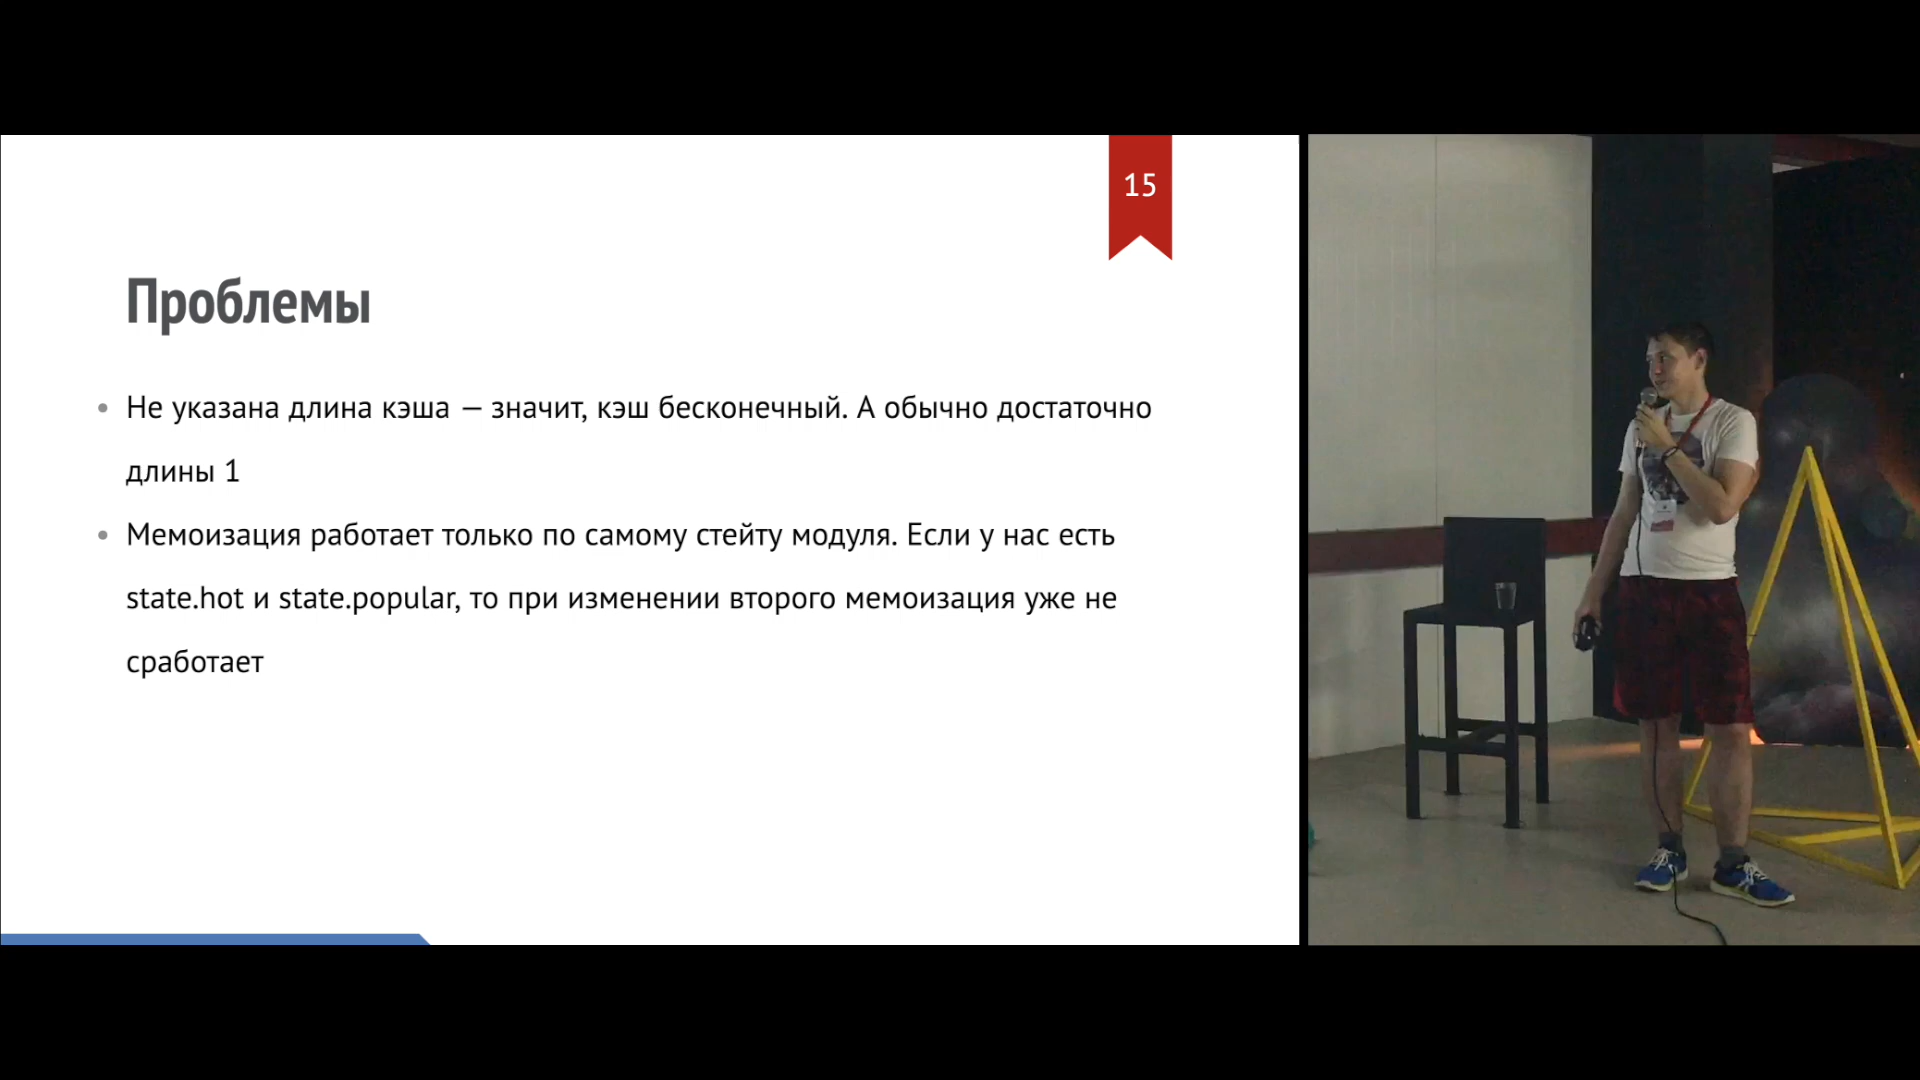 15
Проблемы
• Не указана длина кэша — значит, кэш бесконечный. А обычно достаточно
длины 1
• Мемоизация работает только по самому стейту модуля. Если у нас есть
state.hot и state.popular, то при изменении второго мемоизация уже не
сработает